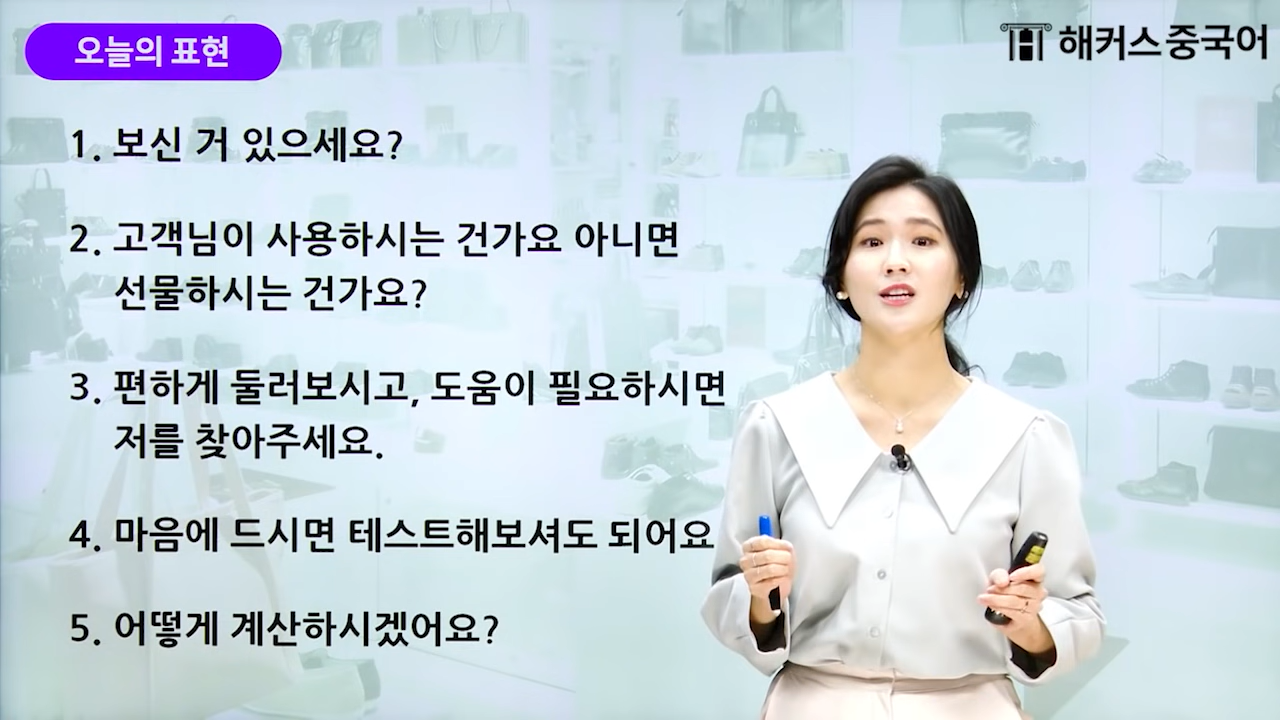 오늘의 표현
해커스중국어
1. 보신 거 있으세요?
2. 고객님이 사용하시는 건가요 아니면
선물하시는 건가요?
3. 편하게 둘러보시고, 도움이 필요하시면
저를 찾아주세요.
4. 마음에 드시면 테스트해보셔도 되어요
5. 어떻게 계산하시겠어요?